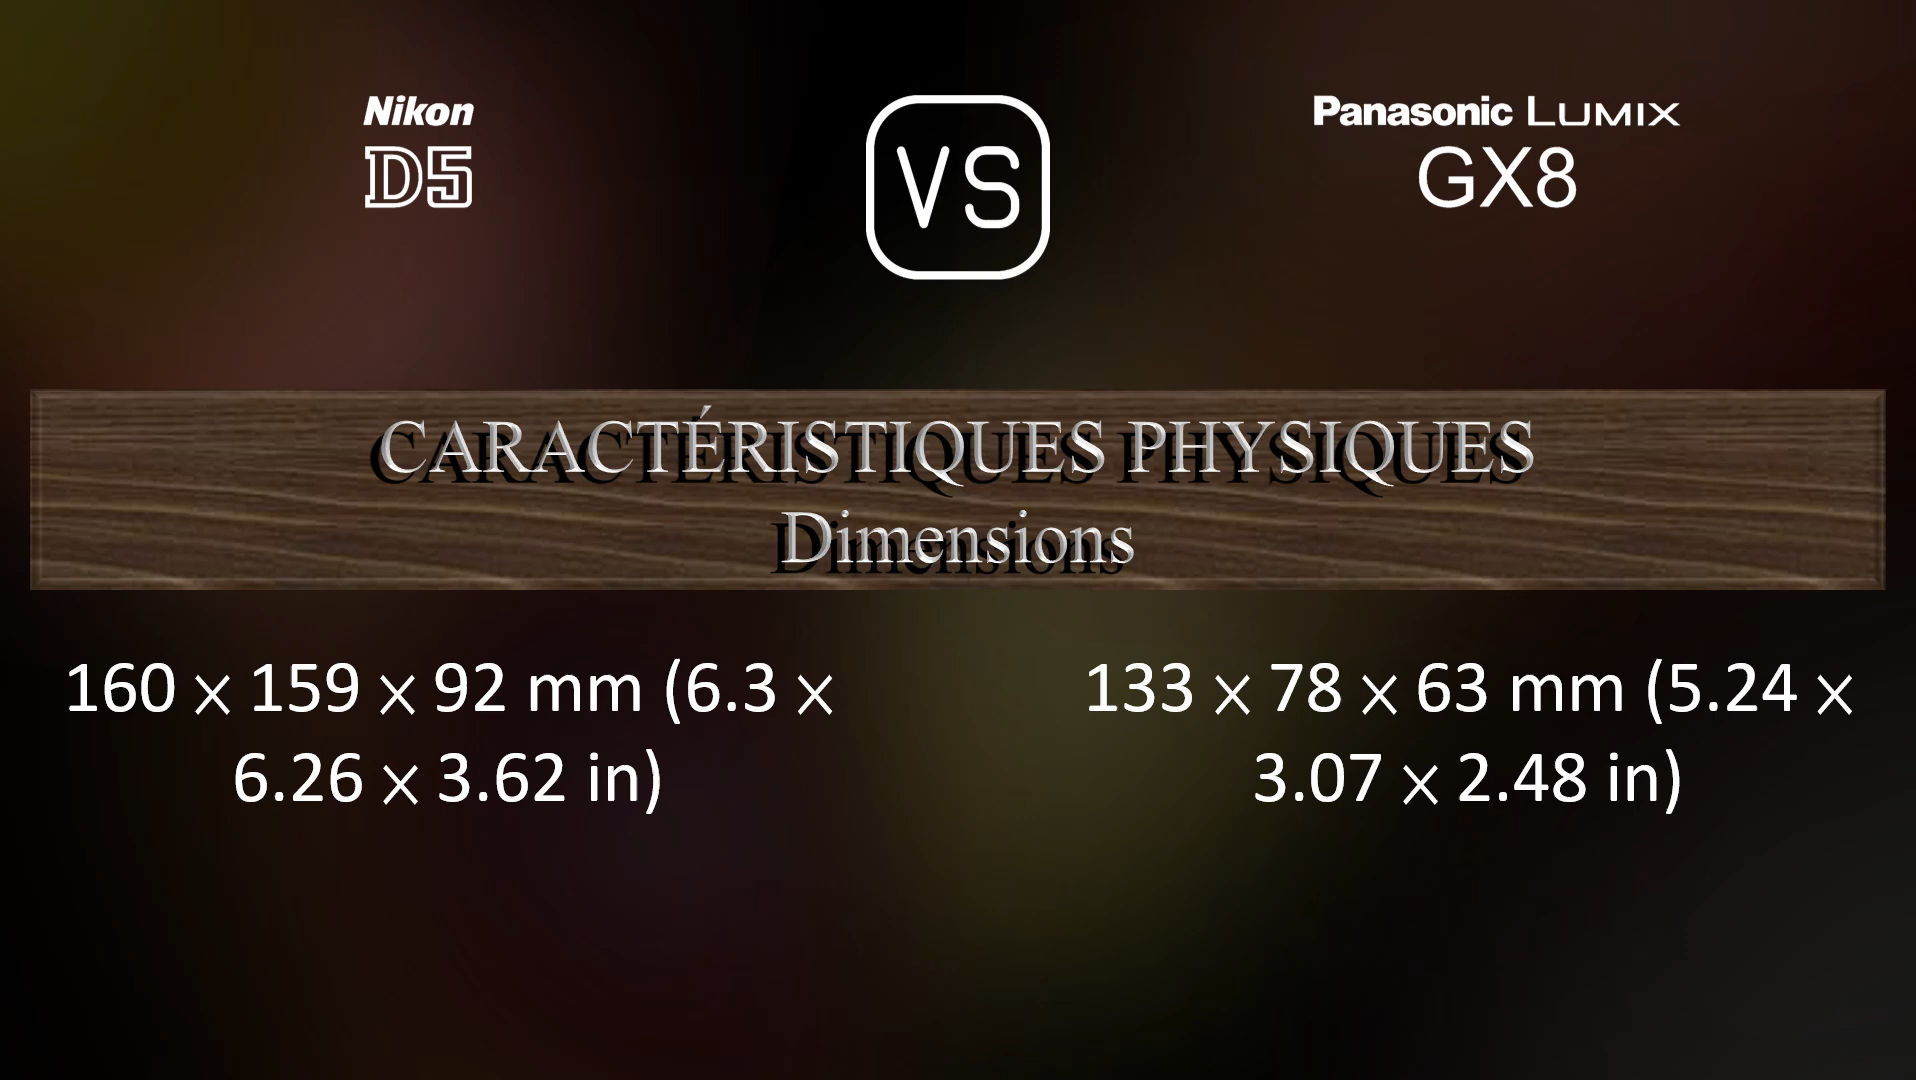 Nikon
D5
VS
Panasonic LUMIX
GX8
CARACTÉRISTIQUES PHYSIQUES
Dimensions
160 x 159 x 92 mm (6.3 x
6.26 x 3.62 in)
133 x 78 x 63 mm (5.24 x
3.07 x 2.48 in)